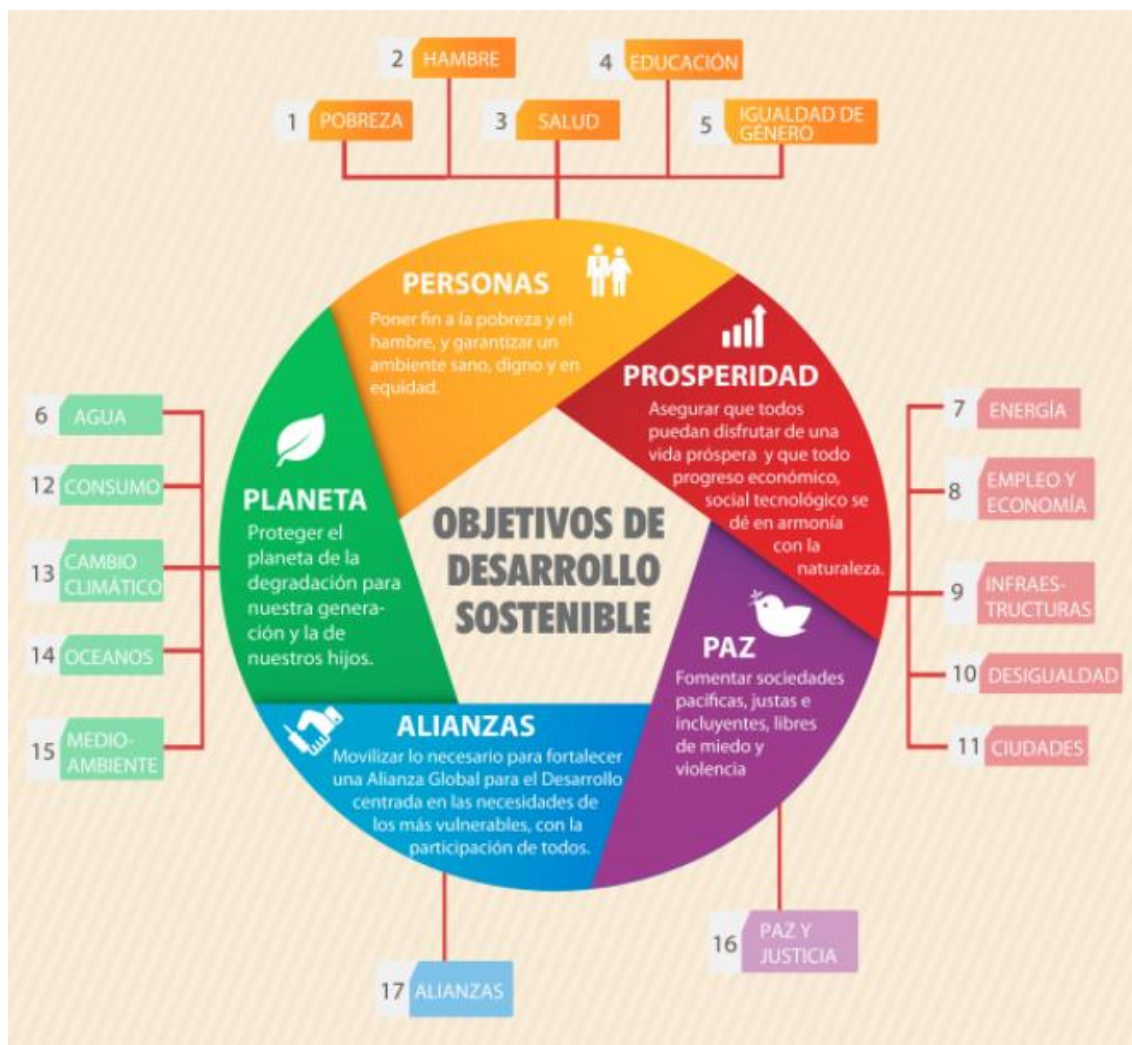 2 HAMBRE
4 EDUCACIÓN
1 POBREZA
3 SALUD
5 IGUALDAD DE
GÉNERO
PERSONAS
Poner fin a la pobreza y el
hambre, y garantizar un
ambiente sano, digno y en
equidad.
PROSPERIDAD
Asegurar que todos
puedan disfrutar de una
vida próspera y que todo
progreso económico,
social tecnológico se
dé en armonía
con la
naturaleza.
7 ENERGÍA
8 EMPLEO Y
ECONOMÍA
9 INFRAES-
TRUCTURAS
10 DESIGUALDAD
11 CIUDADES
6 AGUA
12 CONSUMO
13 CAMBIO
CLIMÁTICO
14 OCEANOS
15 MEDIO-
AMBIENTE
PLANETA
Proteger el
planeta de la
degradación para
nuestra genera-
ción y la de
nuestros hijos.
OBJETIVOS DE
DESARROLLO
SOSTENIBLE
PAZ
Fomentar sociedades
pacíficas, justas e
incluyentes, libres
de miedo y
violencia
ALIANZAS
Movilizar lo necesario para fortalecer
una Alianza Global para el Desarrollo
centrada en las necesidades de
los más vulnerables, con la
participación de todos.
16 PAZ Y
JUSTICIA
17 ALIANZAS